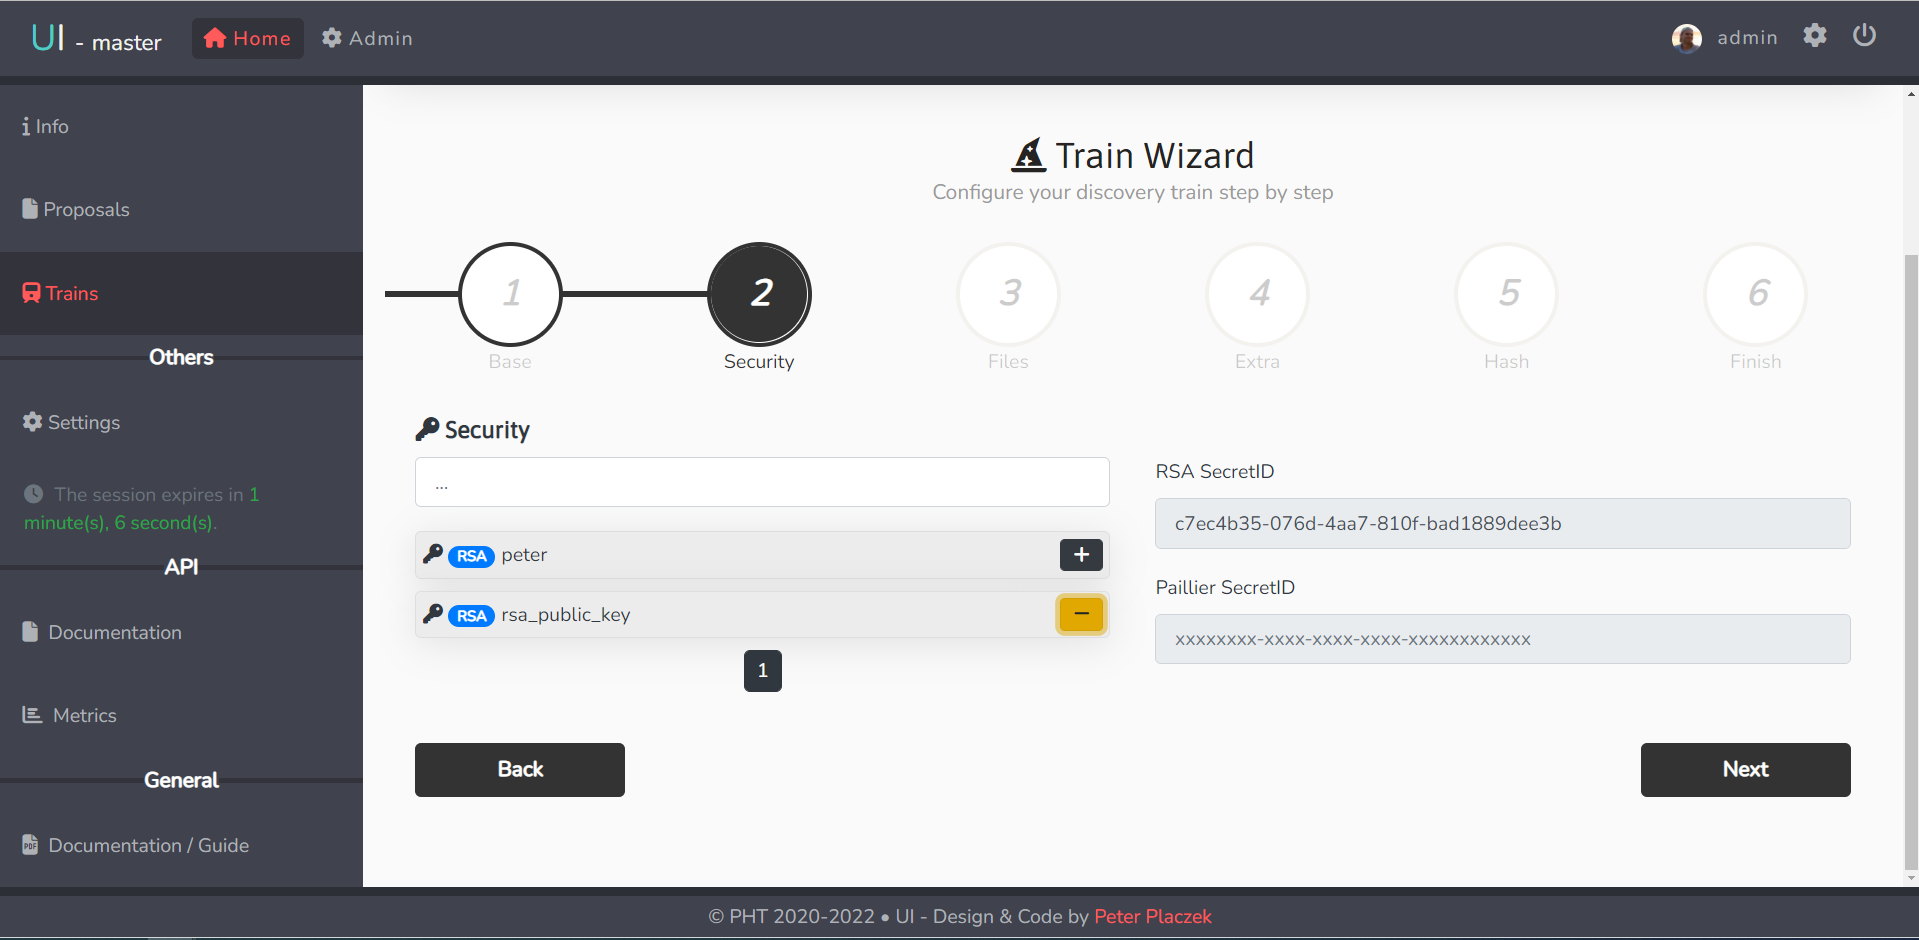 UI - master
Home
Admin
admin
Info
Proposals
Trains
Others
Settings
The session expires in 1
minute(s), 6 second(s).
API
Documentation
Metrics
General
Documentation / Guide
Train Wizard
Configure your discovery train step by step
1
2
3
4
5
6
Base
Security
Files
Extra
Hash
Finish
Security
...
RSA peter
+
RSA rsa_public_key
−
1
RSA SecretID
c7ec4b35-076d-4aa7-810f-bad1889dee3b
Paillier SecretID
xxxxxxxx-xxxx-xxxx-xxxx-xxxxxxxxxxxx
Back
Next
© PHT 2020-2022 • UI - Design & Code by Peter Placzek